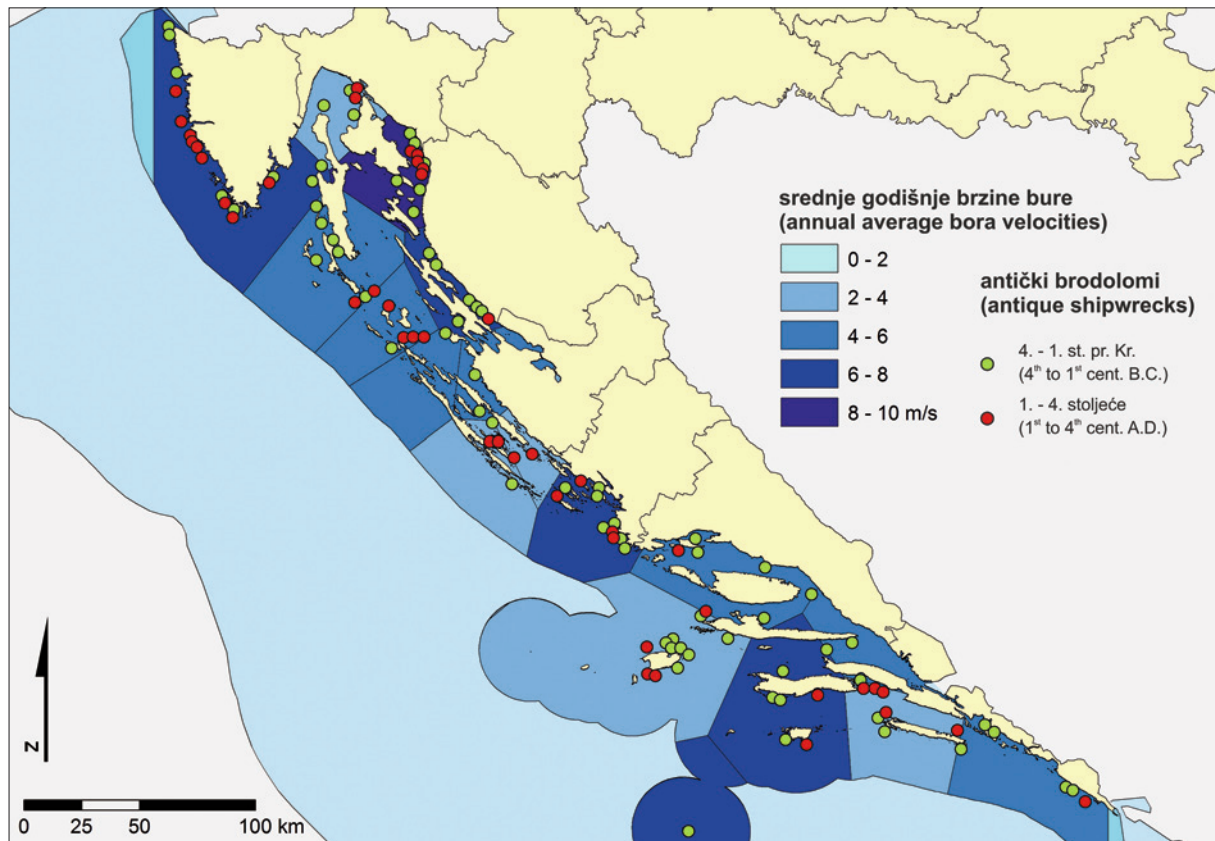 srednje godišnje brzine bure
(annual average bora velocities)
0 - 2
2 - 4
4 - 6
6 - 8
8 - 10 m/s
antički brodolomi
(antique shipwrecks)
4. - 1. st. pr. Kr.
(4th to 1st cent. B.C.)
1. - 4. stoljeće
(1st to 4th cent. A.D.)
N
0 25 50 100 km